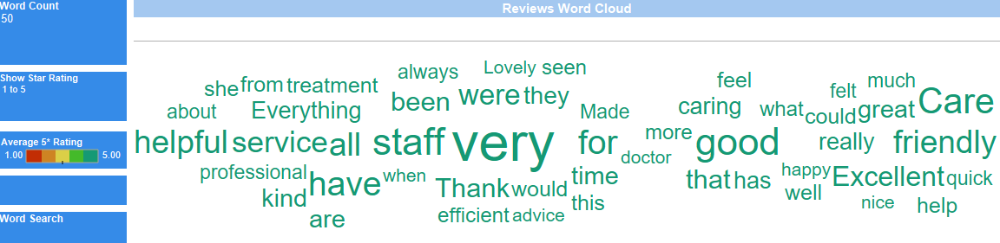 Word Count
50
Show Star Rating
1 to 5
Average 5* Rating
1.00 5.00
Word Search
Reviews Word Cloud
always Lovely seen
she from treatment feel felt much
about Everything been were they Made caring what could great Care
helpful service all staff very for more doctor good really friendly
professional have when Thank would time that has happy Excellent quick
kind efficient advice this well nice help
are